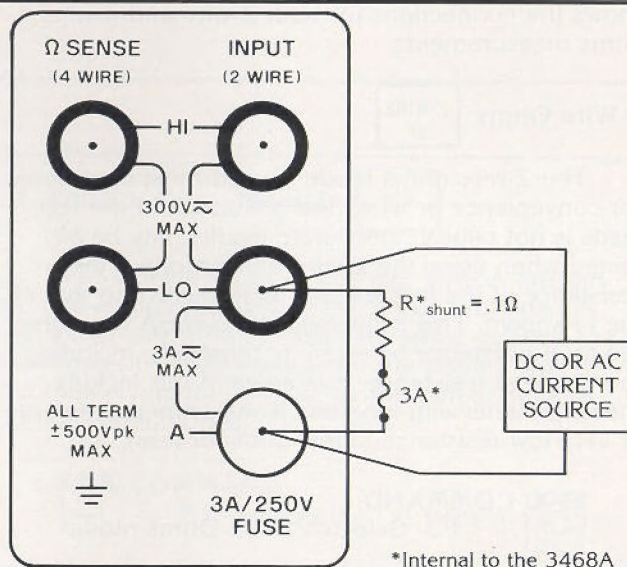 Ω SENSE
(4 WIRE)
INPUT
(2 WIRE)
HI
300V⏦
MAX
LO
3A⏦
MAX
ALL TERM
±500Vpk
MAX
A
3A/250V
FUSE
R*shunt = .1Ω
3A*
DC OR AC
CURRENT
SOURCE
*Internal to the 3468A